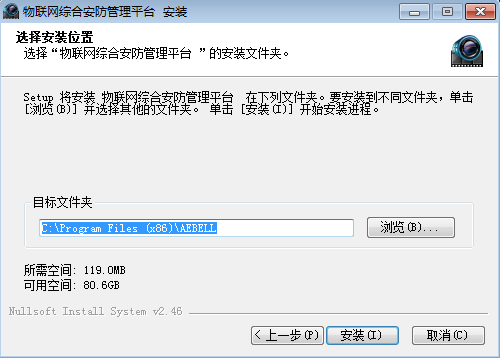 物联网综合安防管理平台 安装
选择安装位置
选择“物联网综合安防管理平台 ”的安装文件夹。
Setup 将安装 物联网综合安防管理平台 在下列文件夹。要安装到不同文件夹，单击
[浏览(B)] 并选择其他的文件夹。 单击 [安装(I)] 开始安装进程。
目标文件夹
C:\Program Files (x86)\AEBELL
浏览(B)...
所需空间: 119.0MB
可用空间: 80.6GB
Nullsoft Install System v2.46
< 上一步(P)
安装(I)
取消(C)